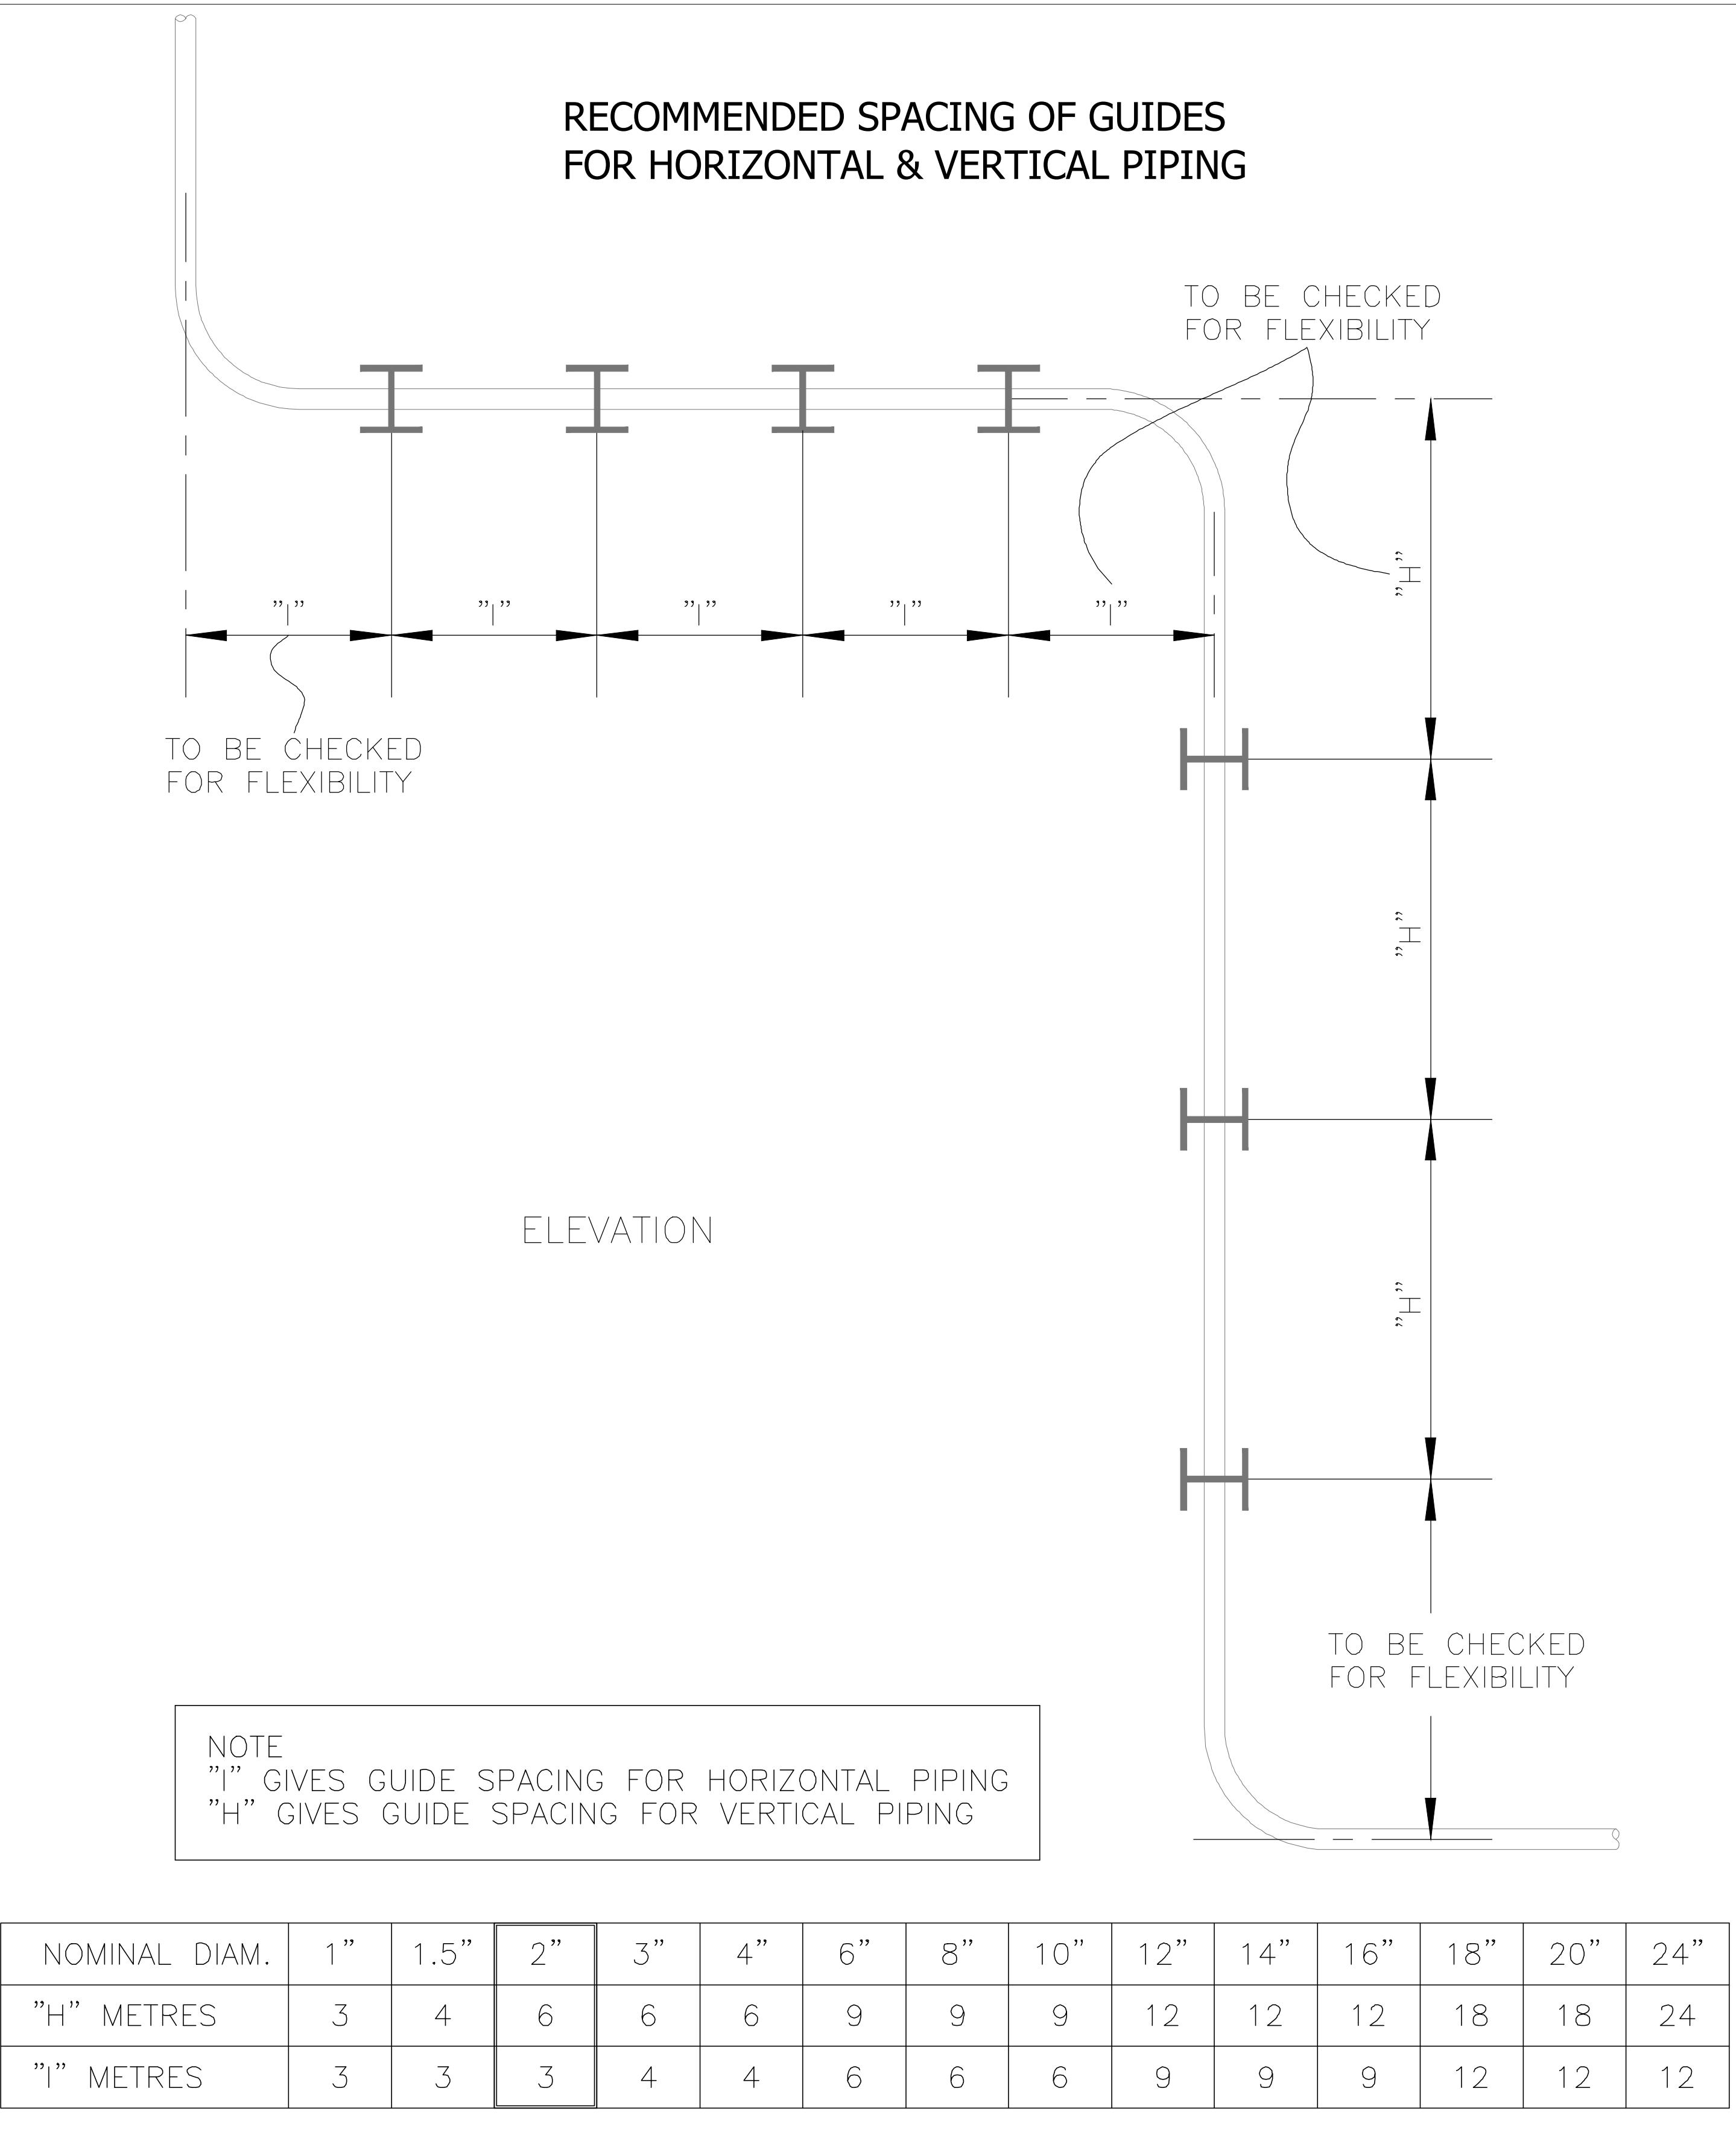 RECOMMENDED SPACING OF GUIDES
FOR HORIZONTAL & VERTICAL PIPING
TO BE CHECKED
FOR FLEXIBILITY
"H"
"I" "I" "I" "I" "I"
TO BE CHECKED
FOR FLEXIBILITY
"H"
ELEVATION
"H"
TO BE CHECKED
FOR FLEXIBILITY
NOTE
"I" GIVES GUIDE SPACING FOR HORIZONTAL PIPING
"H" GIVES GUIDE SPACING FOR VERTICAL PIPING
NOMINAL DIAM. 1" 1.5" 2" 3" 4" 6" 8" 10" 12" 14" 16" 18" 20" 24"
"H" METRES 3 4 6 6 6 9 9 9 12 12 12 18 18 24
"I" METRES 3 3 3 4 4 6 6 6 9 9 9 12 12 12